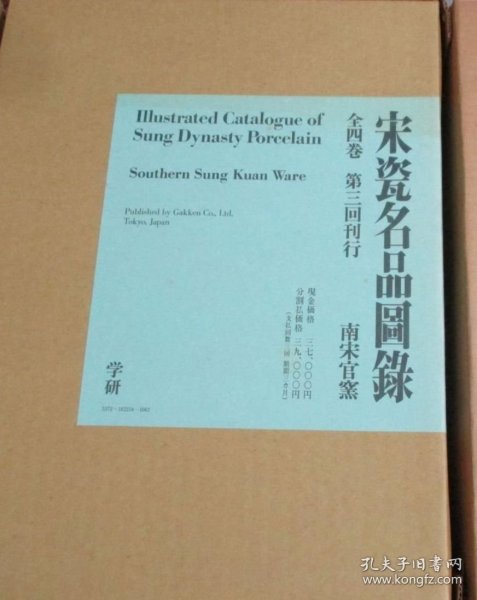 Illustrated Catalogue of
Sung Dynasty Porcelain
Southern Sung Kuan Ware
Published by Gakken Co., Ltd.
Tokyo, Japan
宋瓷名品圖錄
全四巻 第三回刊行
南宋官窯
現金価格 三七、〇〇〇円
分割払価格 三九、〇〇〇円
学研
孔夫子旧书网
www.kongfz.com